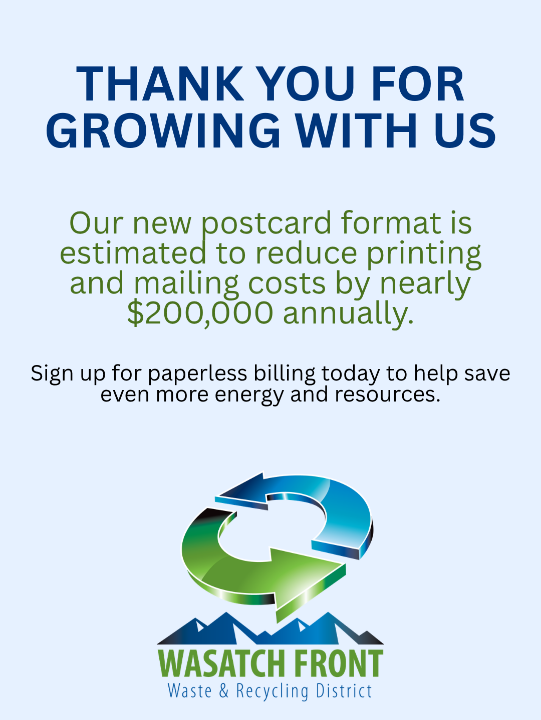 THANK YOU FOR
GROWING WITH US
Our new postcard format is
estimated to reduce printing
and mailing costs by nearly
$200,000 annually.
Sign up for paperless billing today to help save
even more energy and resources.
WASATCH FRONT
Waste & Recycling District